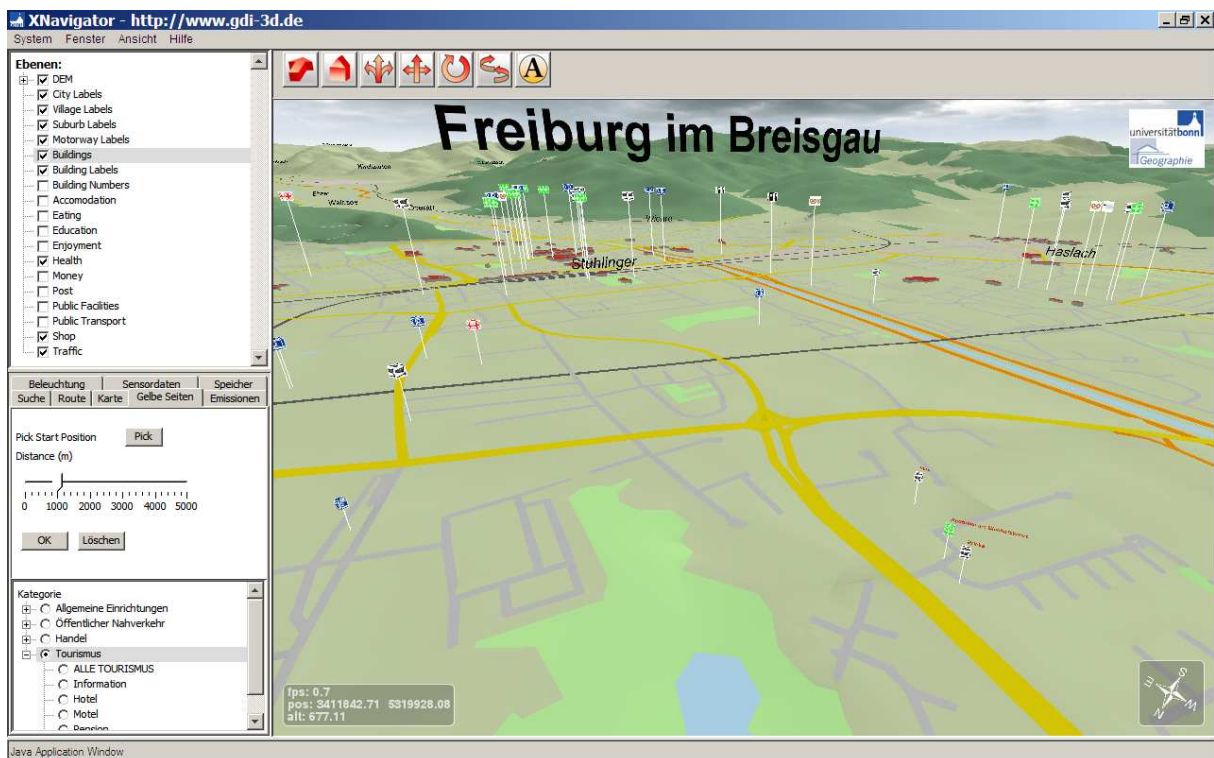 XNavigator - http://www.gdi-3d.de
System Fenster Ansicht Hilfe
Ebenen:
DEM
City Labels
Village Labels
Suburb Labels
Motorway Labels
Buildings
Building Labels
Building Numbers
Accomodation
Eating
Education
Enjoyment
Health
Money
Post
Public Facilities
Public Transport
Shop
Traffic
Beleuchtung Sensordaten Speicher
Suche Route Karte Gelbe Seiten Emissionen
Pick Start Position Pick
Distance (m)
0 1000 2000 3000 4000 5000
OK Löschen
Kategorie
Allgemeine Einrichtungen
Öffentlicher Nahverkehr
Handel
Tourismus
ALLE TOURISMUS
Information
Hotel
Motel
Pension
A
Freiburg im Breisgau
universitätbonn
Geographie
Stühlinger
Haslach
fps: 0.7
pos: 3411842.71 5319928.08
alt: 677.11
S
E
W
N
Java Application Window